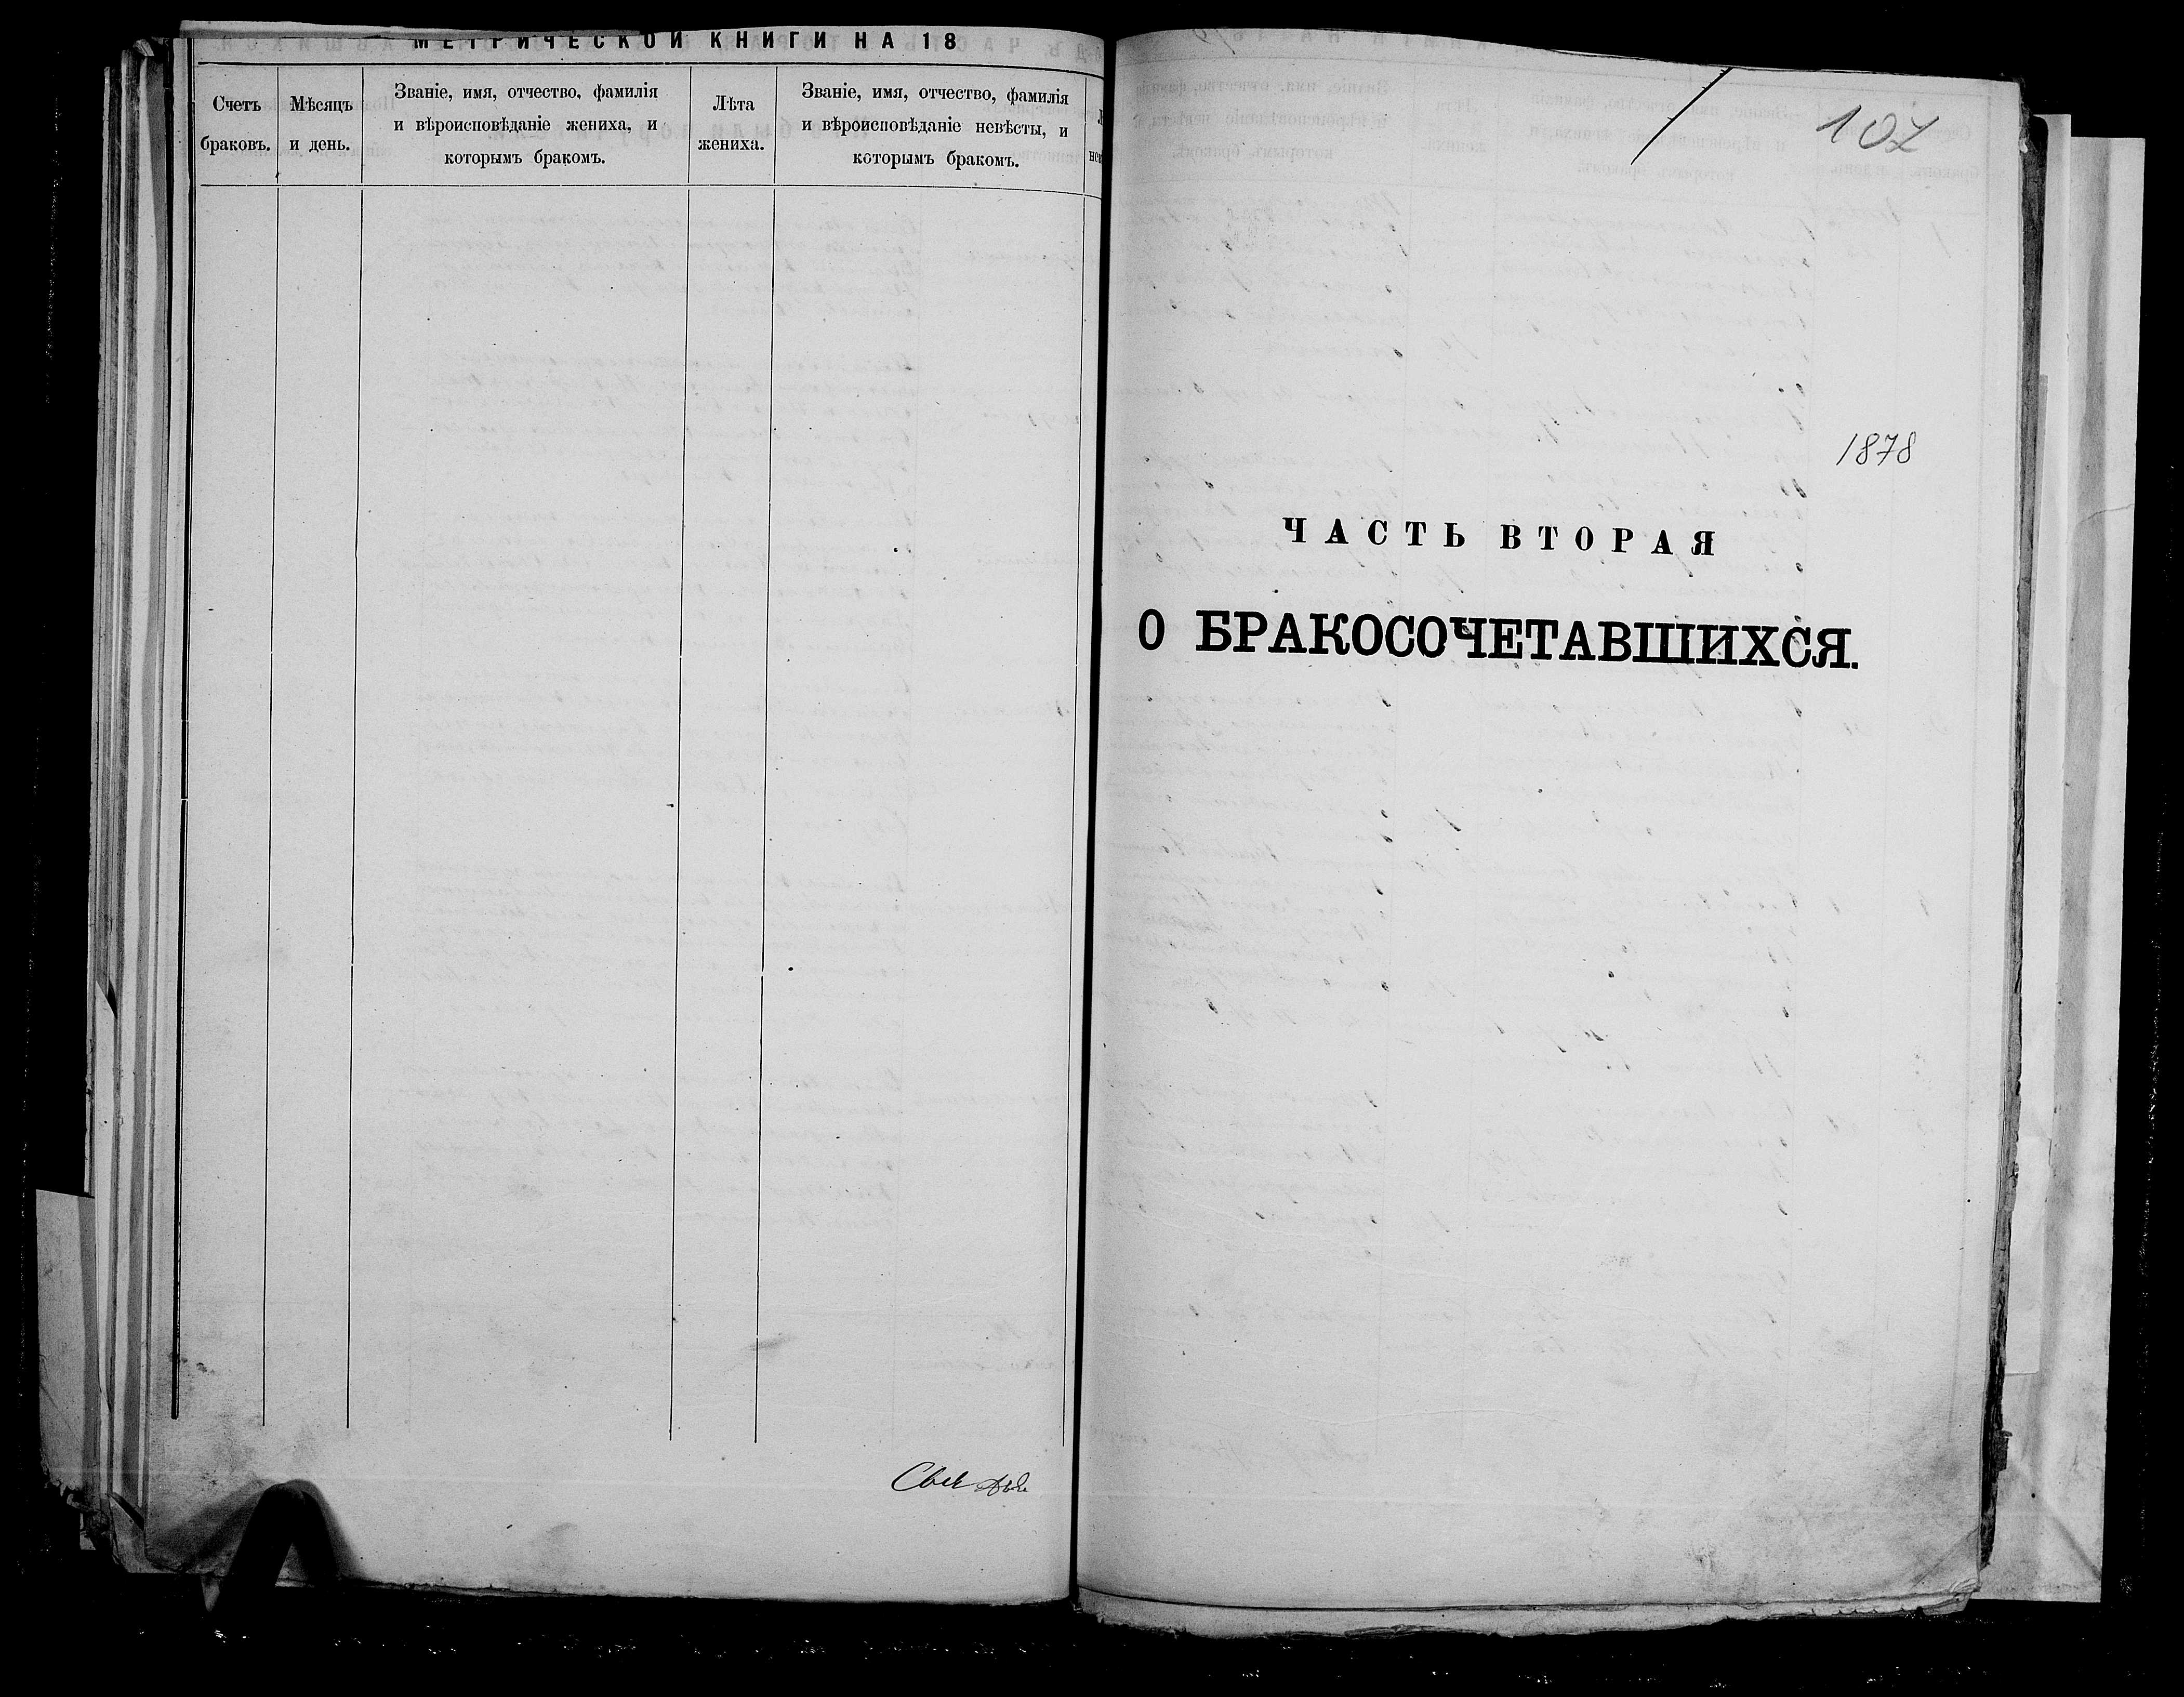 МЕТРИЧЕСКОЙ КНИГИ НА 18
Счетъ
браковъ.
Мѣсяцъ
и день.
Званіе, имя, отчество, фамилія
и вѣроисповѣданіе жениха, и
которымъ бракомъ.
Лѣта
жениха.
Званіе, имя, отчество, фамилія
и вѣроисповѣданіе невѣсты, и
которымъ бракомъ.
107
1878
ЧАСТЬ ВТОРАЯ
О БРАКОСОЧЕТАВШИХСЯ.